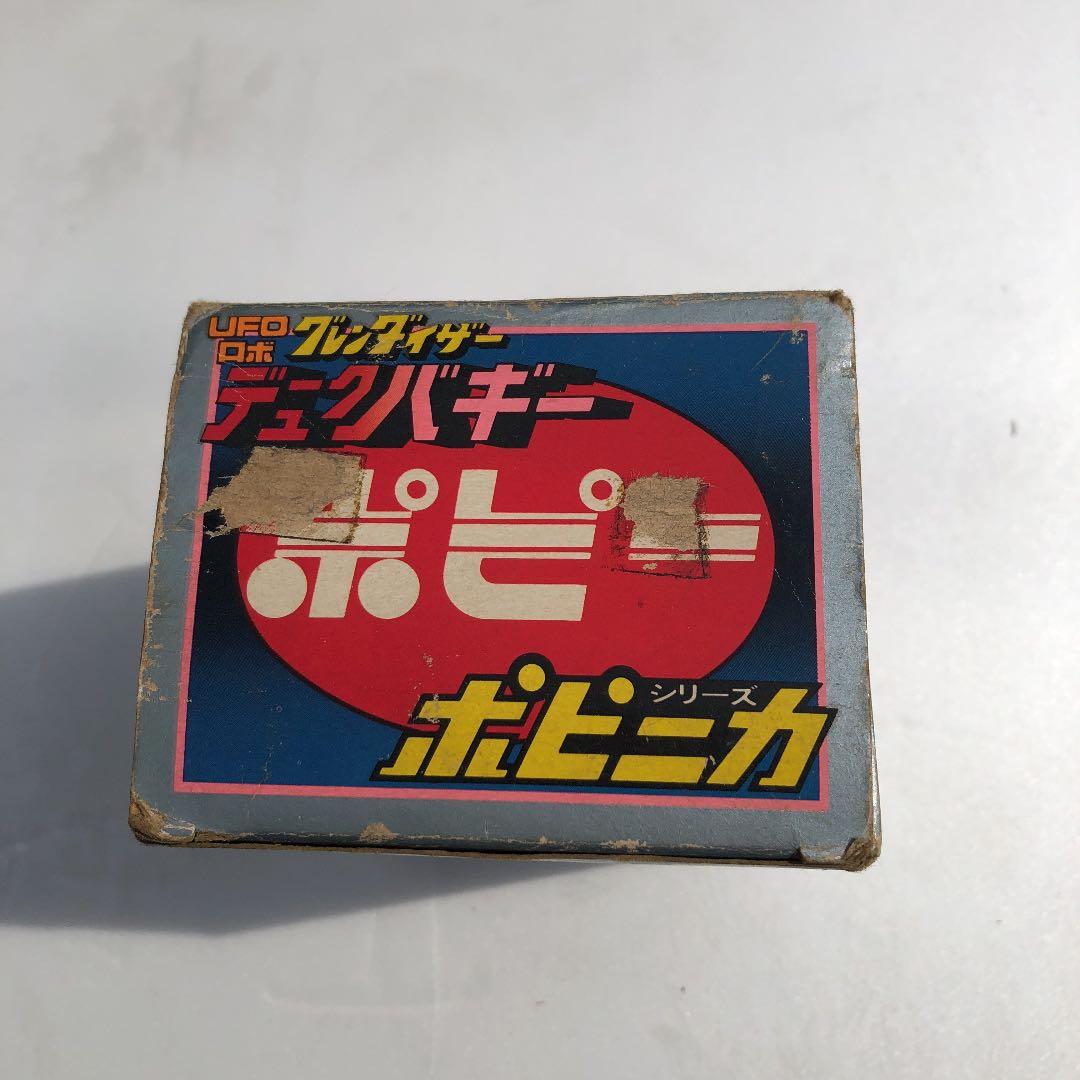 UFO
ロボ グレンダイザー
デュークバギー
ポピー
シリーズ
ポピニカ